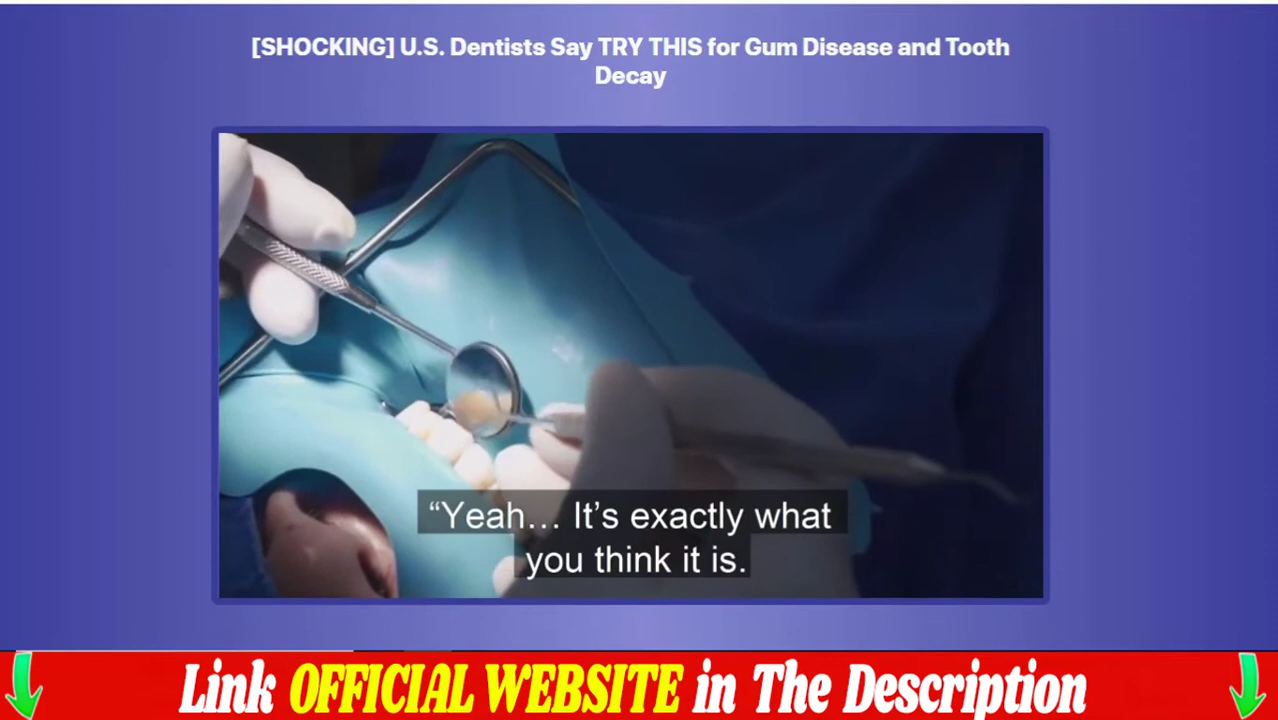 [SHOCKING] U.S. Dentists Say TRY THIS for Gum Disease and Tooth
Decay
“Yeah... It’s exactly what
you think it is.
Link OFFICIAL WEBSITE in The Description